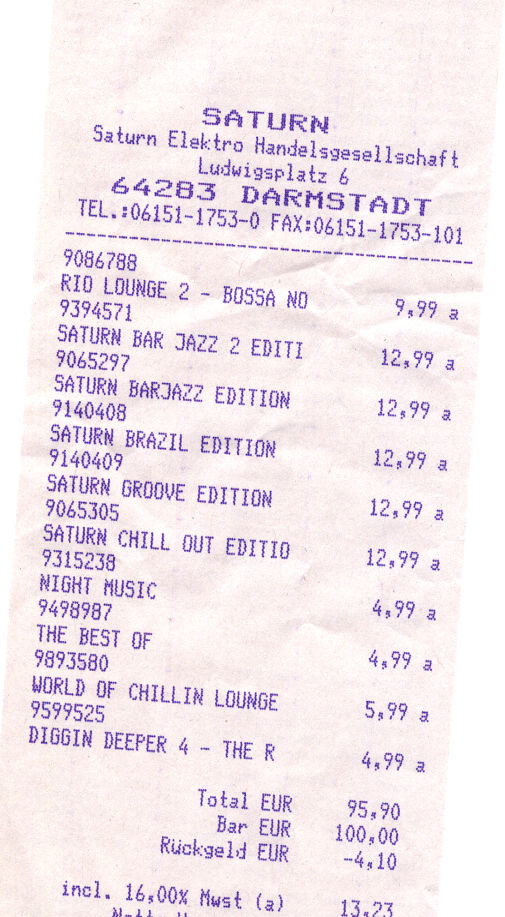 SATURN
Saturn Elektro Handelsgesellschaft
Ludwigsplatz 6
64283 DARMSTADT
TEL.:06151-1753-0 FAX:06151-1753-101
------------------------------------
9086788
RIO LOUNGE 2 - BOSSA NO 9,99 a
9394571
SATURN BAR JAZZ 2 EDITI 12,99 a
9065297
SATURN BARJAZZ EDITION 12,99 a
9140408
SATURN BRAZIL EDITION 12,99 a
9140409
SATURN GROOVE EDITION 12,99 a
9065305
SATURN CHILL OUT EDITIO 12,99 a
9315238
NIGHT MUSIC 4,99 a
9498987
THE BEST OF 4,99 a
9893580
WORLD OF CHILLIN LOUNGE 5,99 a
9599525
DIGGIN DEEPER 4 - THE R 4,99 a
Total EUR 95,90
Bar EUR 100,00
Rückgeld EUR -4,10
incl. 16,00% Mwst (a) 13,23